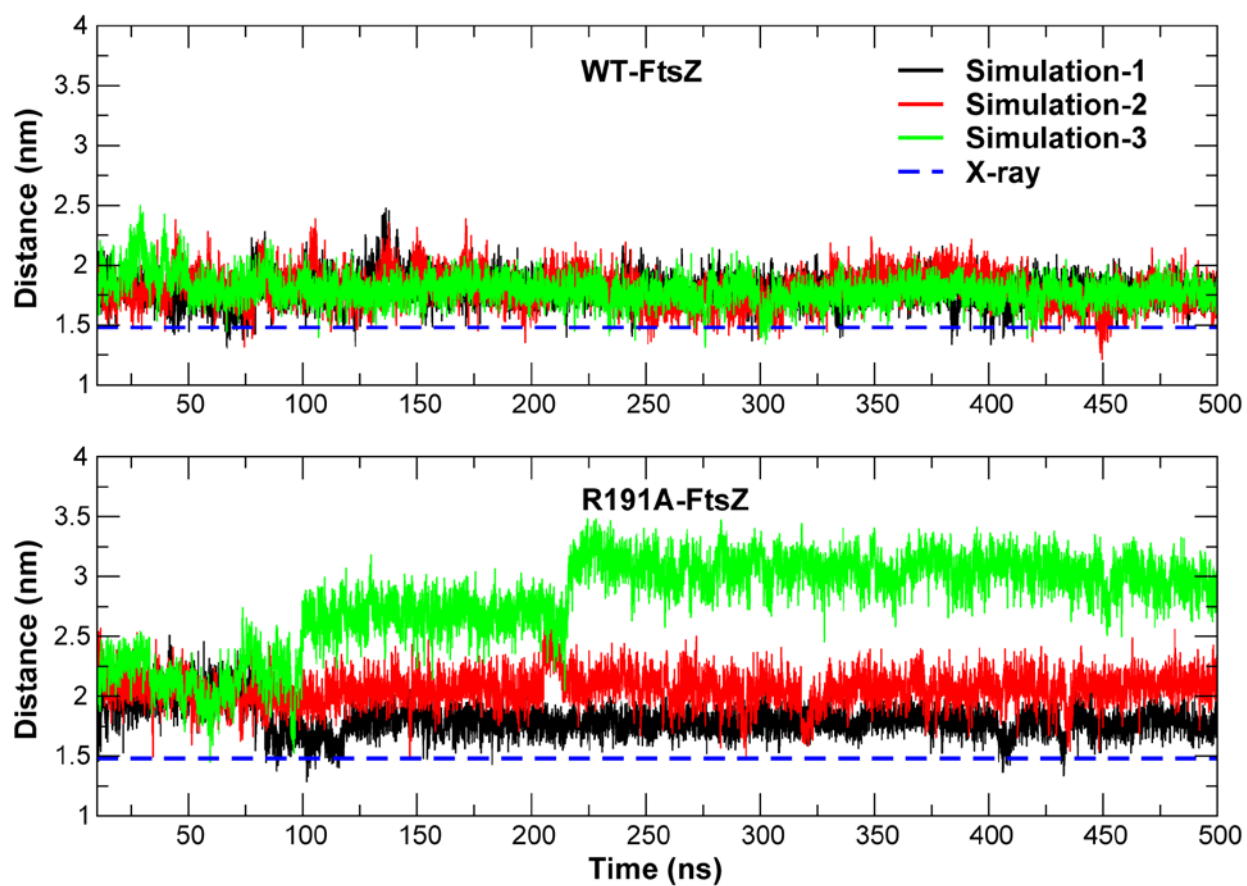 WT-FtsZ
Simulation-1
Simulation-2
Simulation-3
X-ray
Distance (nm)
4
3.5
3
2.5
2
1.5
1
50 100 150 200 250 300 350 400 450 500
R191A-FtsZ
Distance (nm)
4
3.5
3
2.5
2
1.5
1
50 100 150 200 250 300 350 400 450 500
Time (ns)